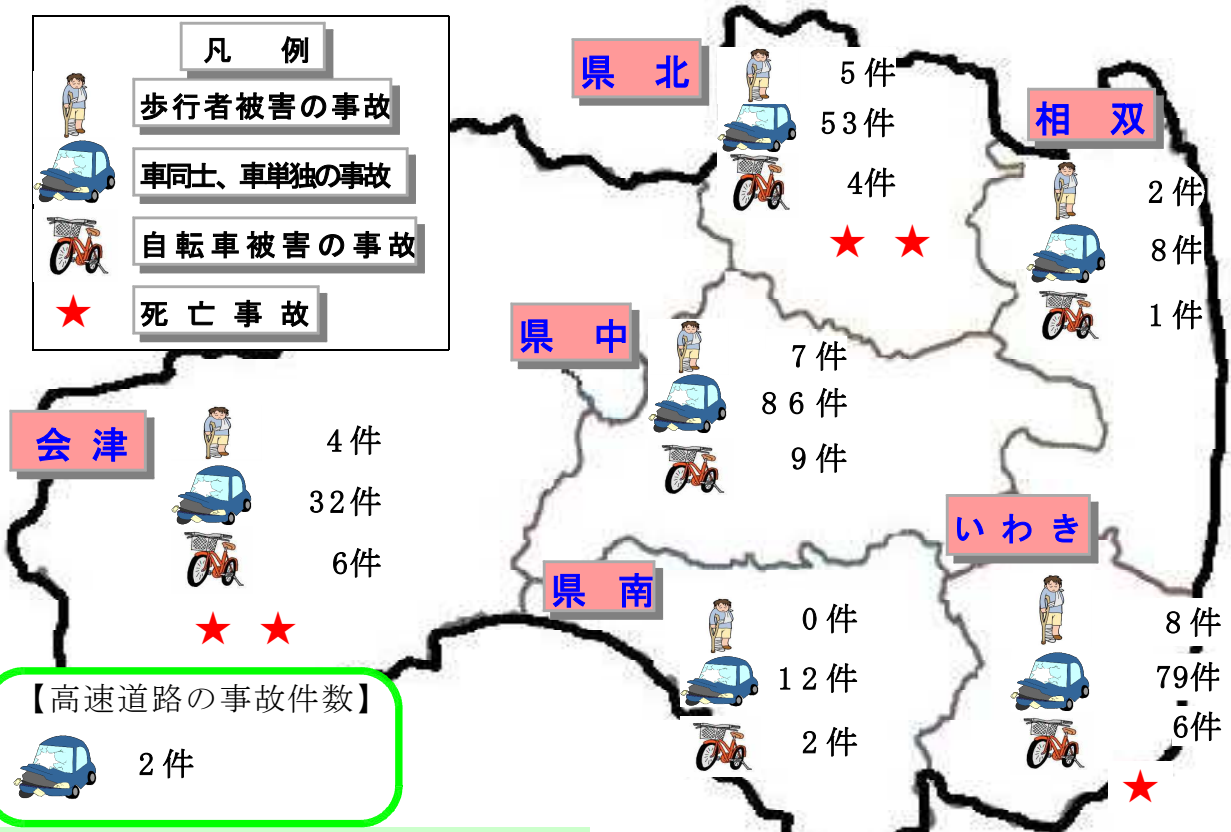 凡 例
歩行者被害の事故
車同士、車単独の事故
自転車被害の事故
死亡事故
県 北
5件
53件
4件
相 双
2件
8件
1件
県 中
7件
86件
9件
会 津
4件
32件
6件
いわき
8件
79件
6件
県 南
0件
12件
2件
【高速道路の事故件数】
2件